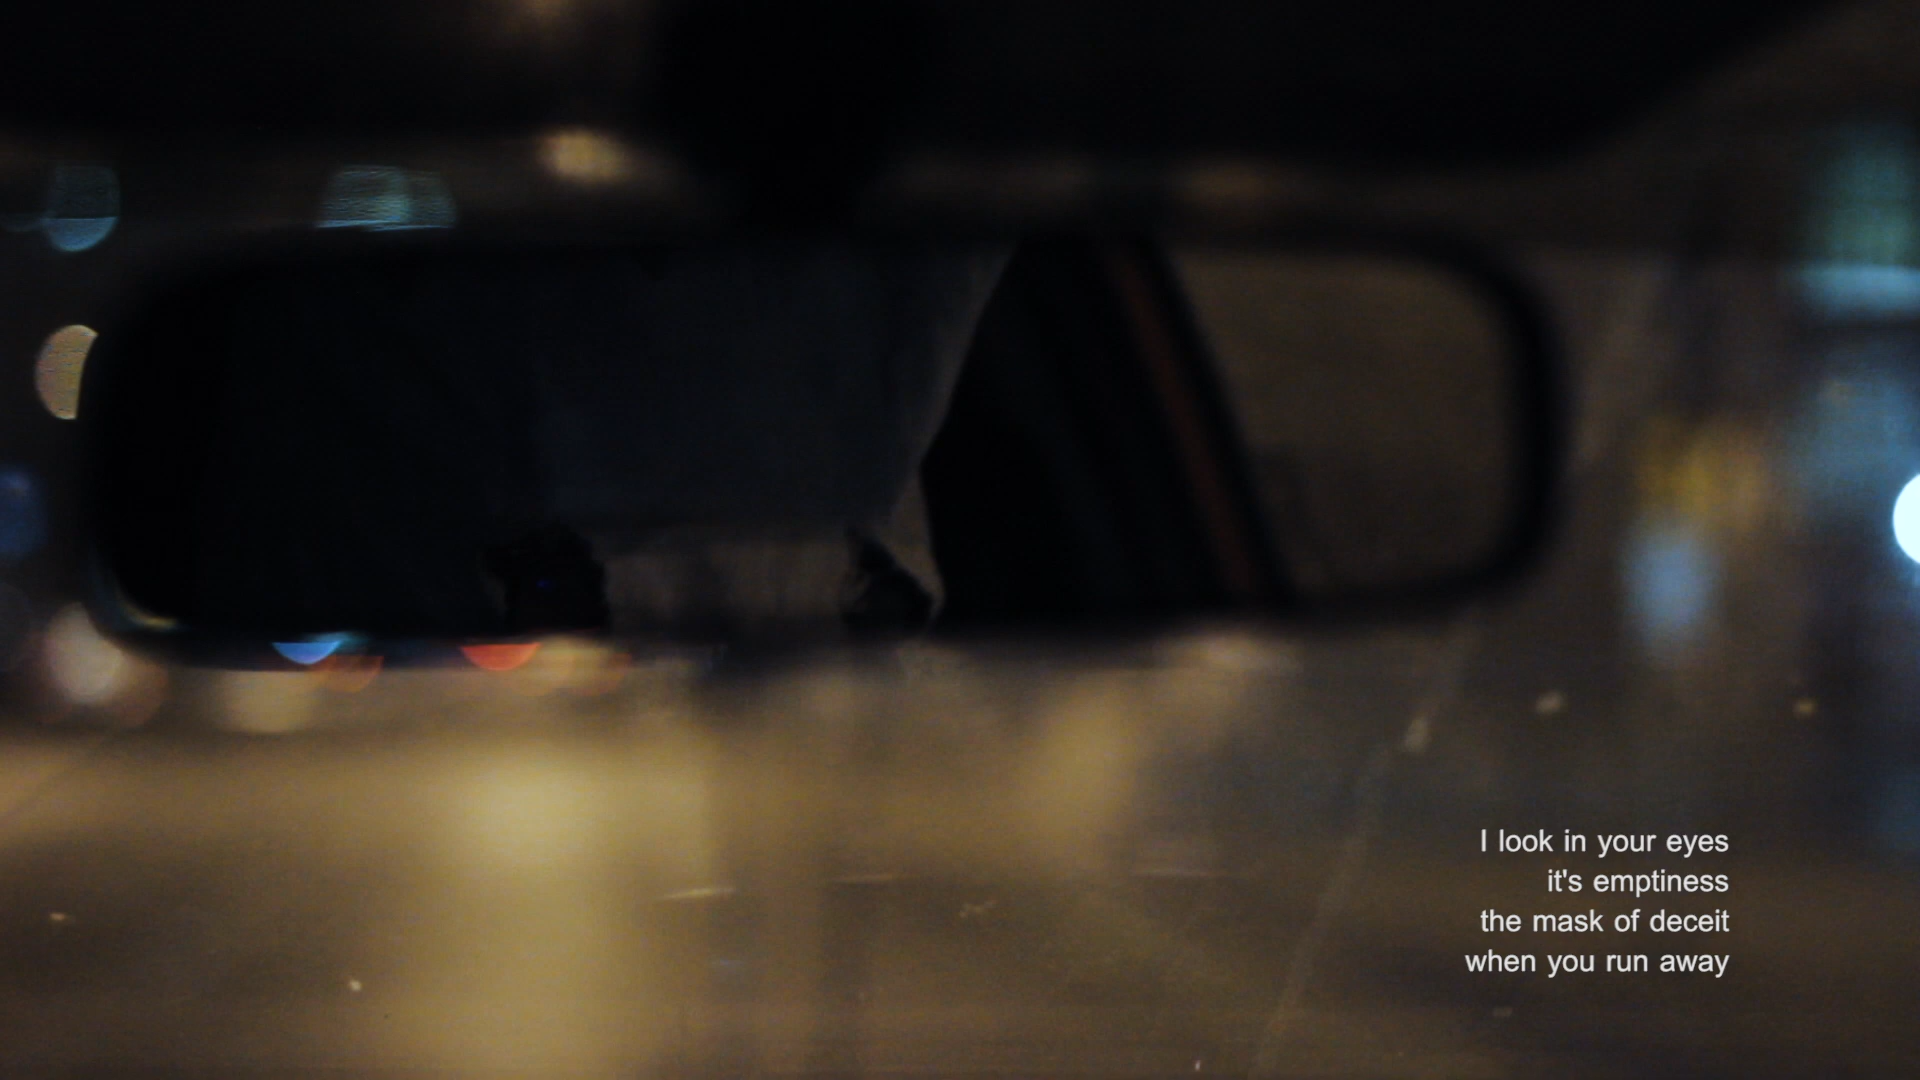 I look in your eyes
it's emptiness
the mask of deceit
when you run away